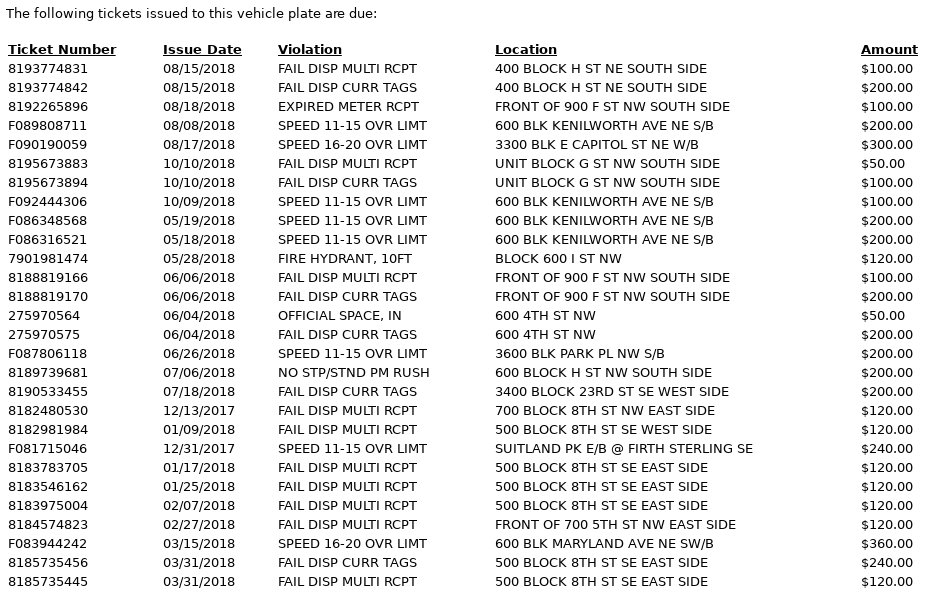 The following tickets issued to this vehicle plate are due:
Ticket Number Issue Date Violation Location Amount
8193774831 08/15/2018 FAIL DISP MULTI RCPT 400 BLOCK H ST NE SOUTH SIDE $100.00
8193774842 08/15/2018 FAIL DISP CURR TAGS 400 BLOCK H ST NE SOUTH SIDE $200.00
8192265896 08/18/2018 EXPIRED METER RCPT FRONT OF 900 F ST NW SOUTH SIDE $100.00
F089808711 08/08/2018 SPEED 11-15 OVR LIMT 600 BLK KENILWORTH AVE NE S/B $200.00
F090190059 08/17/2018 SPEED 16-20 OVR LIMT 3300 BLK E CAPITOL ST NE W/B $300.00
8195673883 10/10/2018 FAIL DISP MULTI RCPT UNIT BLOCK G ST NW SOUTH SIDE $50.00
8195673894 10/10/2018 FAIL DISP CURR TAGS UNIT BLOCK G ST NW SOUTH SIDE $100.00
F092444306 10/09/2018 SPEED 11-15 OVR LIMT 600 BLK KENILWORTH AVE NE S/B $100.00
F086348568 05/19/2018 SPEED 11-15 OVR LIMT 600 BLK KENILWORTH AVE NE S/B $200.00
F086316521 05/18/2018 SPEED 11-15 OVR LIMT 600 BLK KENILWORTH AVE NE S/B $200.00
7901981474 05/28/2018 FIRE HYDRANT, 10FT BLOCK 600 I ST NW $120.00
8188819166 06/06/2018 FAIL DISP MULTI RCPT FRONT OF 900 F ST NW SOUTH SIDE $100.00
8188819170 06/06/2018 FAIL DISP CURR TAGS FRONT OF 900 F ST NW SOUTH SIDE $200.00
275970564 06/04/2018 OFFICIAL SPACE, IN 600 4TH ST NW $50.00
275970575 06/04/2018 FAIL DISP CURR TAGS 600 4TH ST NW $200.00
F087806118 06/26/2018 SPEED 11-15 OVR LIMT 3600 BLK PARK PL NW S/B $200.00
8189739681 07/06/2018 NO STP/STND PM RUSH 600 BLOCK H ST NW SOUTH SIDE $200.00
8190533455 07/18/2018 FAIL DISP CURR TAGS 3400 BLOCK 23RD ST SE WEST SIDE $200.00
8182480530 12/13/2017 FAIL DISP MULTI RCPT 700 BLOCK 8TH ST NW EAST SIDE $120.00
8182981984 01/09/2018 FAIL DISP MULTI RCPT 500 BLOCK 8TH ST SE WEST SIDE $120.00
F081715046 12/31/2017 SPEED 11-15 OVR LIMT SUITLAND PK E/B @ FIRTH STERLING SE $240.00
8183783705 01/17/2018 FAIL DISP MULTI RCPT 500 BLOCK 8TH ST SE EAST SIDE $120.00
8183546162 01/25/2018 FAIL DISP MULTI RCPT 500 BLOCK 8TH ST SE EAST SIDE $120.00
8183975004 02/07/2018 FAIL DISP MULTI RCPT 500 BLOCK 8TH ST SE EAST SIDE $120.00
8184574823 02/27/2018 FAIL DISP MULTI RCPT FRONT OF 700 5TH ST NW EAST SIDE $120.00
F083944242 03/15/2018 SPEED 16-20 OVR LIMT 600 BLK MARYLAND AVE NE SW/B $360.00
8185735456 03/31/2018 FAIL DISP CURR TAGS 500 BLOCK 8TH ST SE EAST SIDE $240.00
8185735445 03/31/2018 FAIL DISP MULTI RCPT 500 BLOCK 8TH ST SE EAST SIDE $120.00